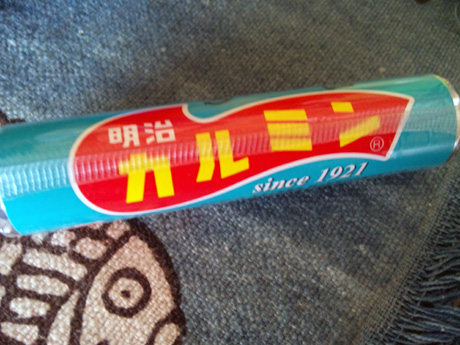 明治
カルミン
®
since 1921